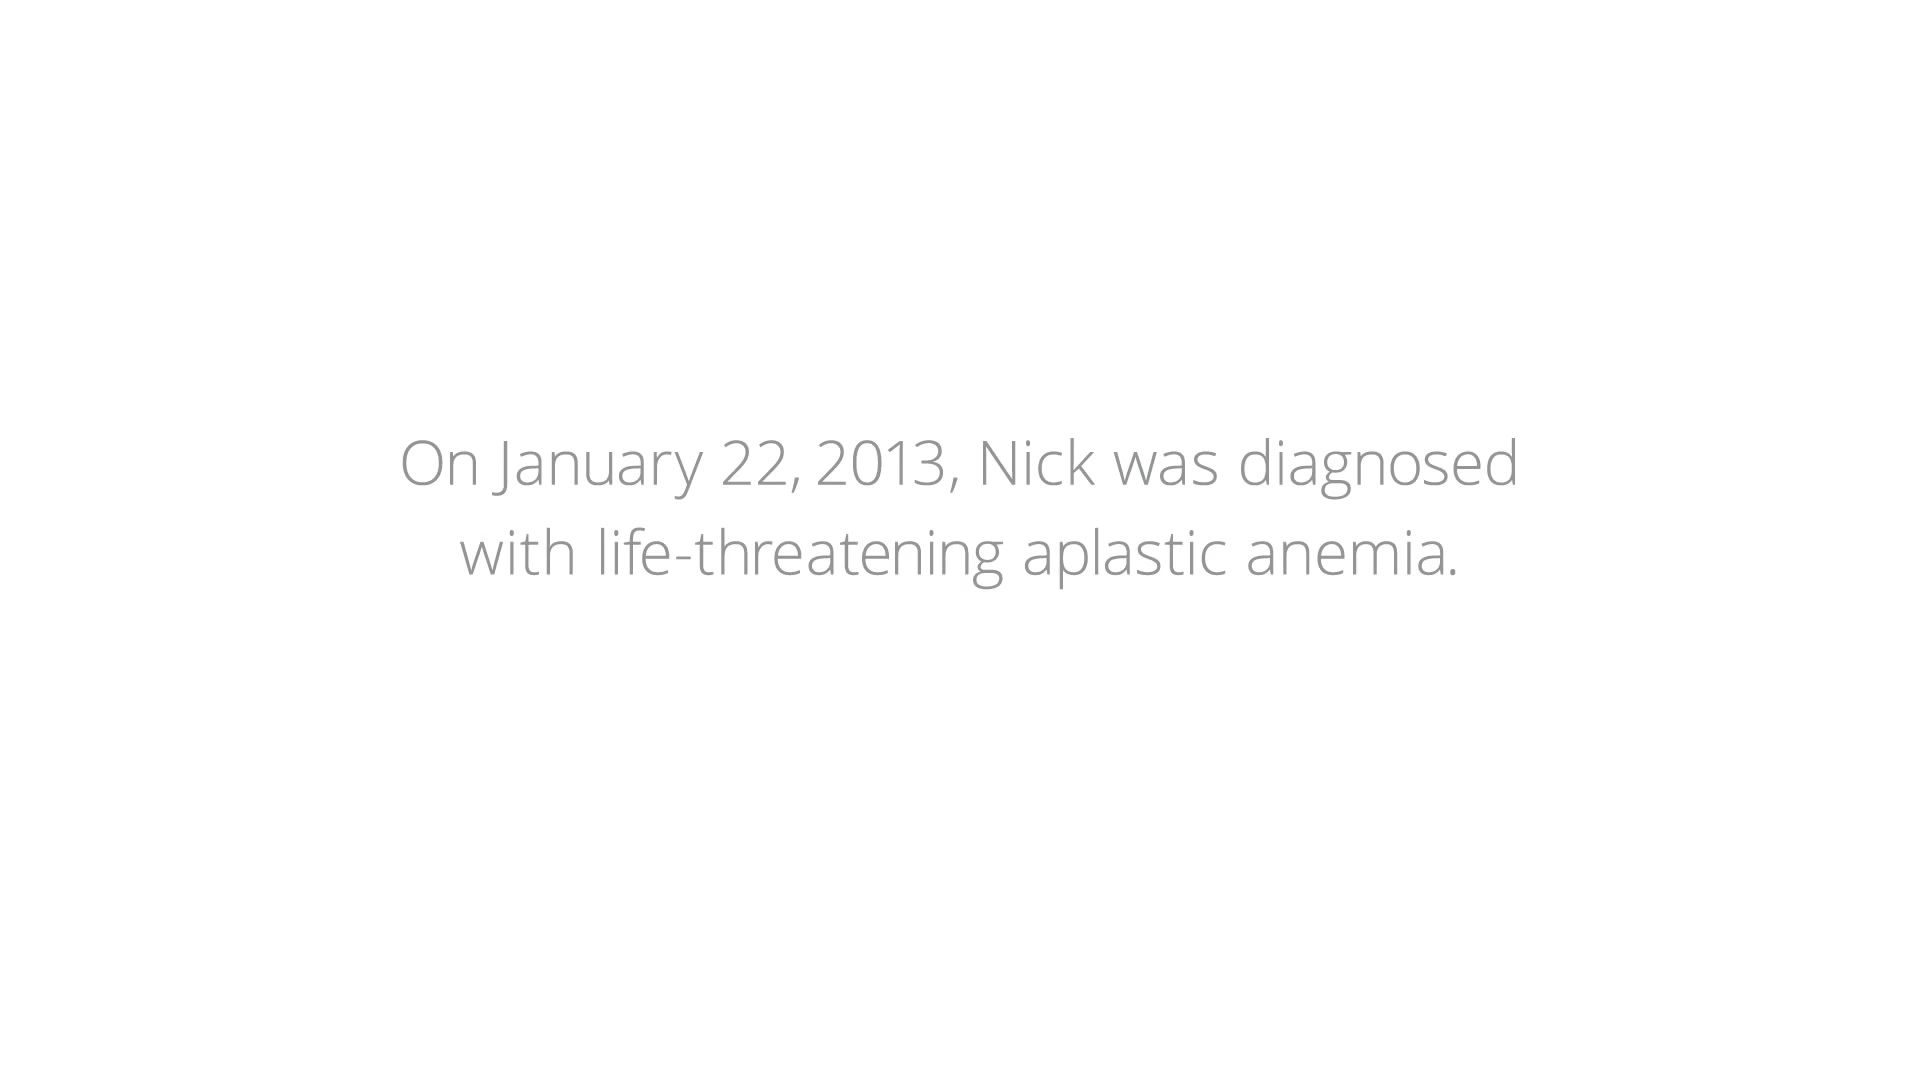 On January 22, 2013, Nick was diagnosed
with life-threatening aplastic anemia.